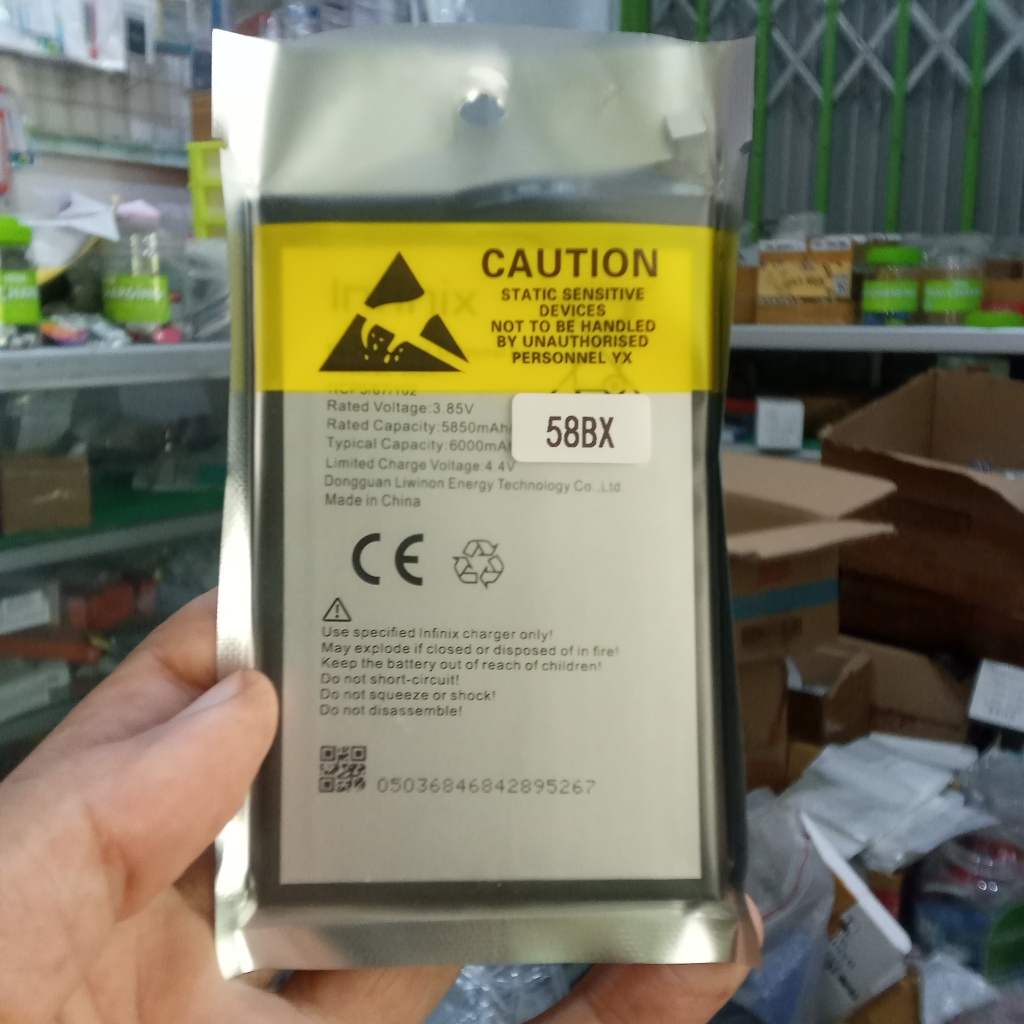 Infinix
CAUTION
STATIC SENSITIVE
DEVICES
NOT TO BE HANDLED
BY UNAUTHORISED
PERSONNEL YX
Rated Voltage:3.85V
Rated Capacity:5850mAh/
Typical Capacity:6000mAh
58BX
Limited Charge Voltage:4.4V
Dongguan Liwinon Energy Technology Co.,Ltd
Made in China
CE
Use specified Infinix charger only!
May explode if closed or disposed of in fire!
Keep the battery out of reach of children!
Do not short-circuit!
Do not squeeze or shock!
Do not disassemble!
05036846842895267